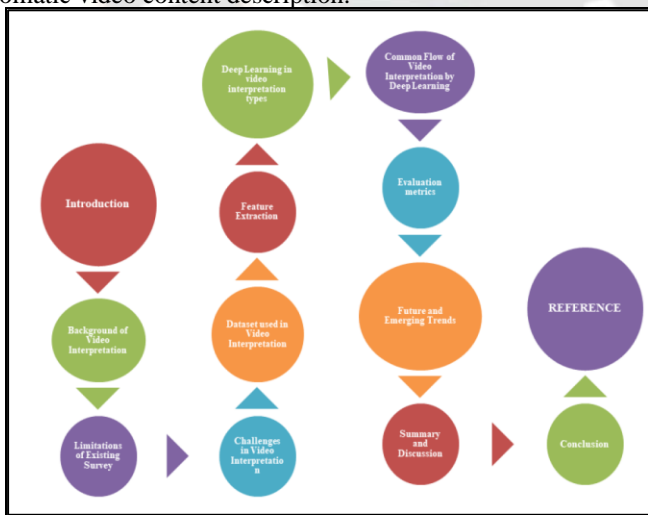 omatic video content description.
Introduction
Background of
Video
Interpretation
Limitations
of Existing
Survey
Challenges
in Video
Interpretatio
n
Dataset used in
Video
Interpretation
Feature
Extraction
Deep Learning in
video
interpretation
types
Common Flow of
Video
Interpretation by
Deep Learning
Evaluation
metrics
Future and
Emerging Trends
Summary
and
Discussion
Conclusion
REFERENCE